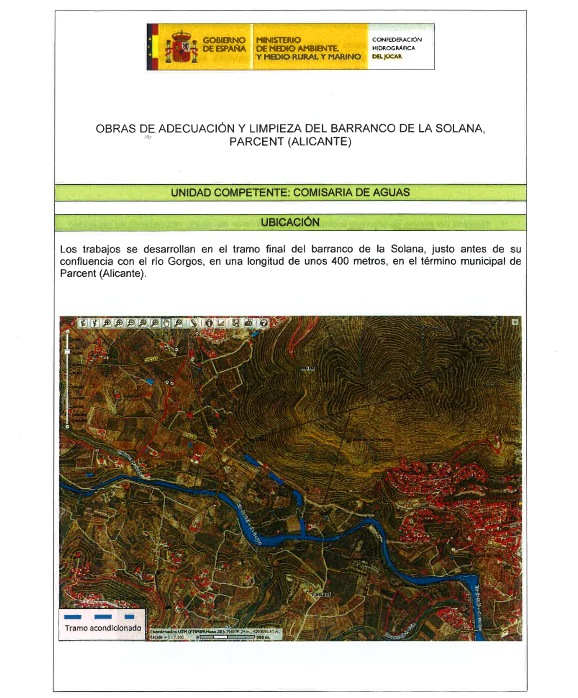 GOBIERNO
DE ESPAÑA
MINISTERIO
DE MEDIO AMBIENTE,
Y MEDIO RURAL Y MARINO
CONFEDERACIÓN
HIDROGRÁFICA
DEL JÚCAR
OBRAS DE ADECUACIÓN Y LIMPIEZA DEL BARRANCO DE LA SOLANA,
PARCENT (ALICANTE)
UNIDAD COMPETENTE: COMISARIA DE AGUAS
UBICACIÓN
Los trabajos se desarrollan en el tramo final del barranco de la Solana, justo antes de su
confluencia con el río Gorgos, en una longitud de unos 400 metros, en el término municipal de
Parcent (Alicante).
Tramo acondicionado